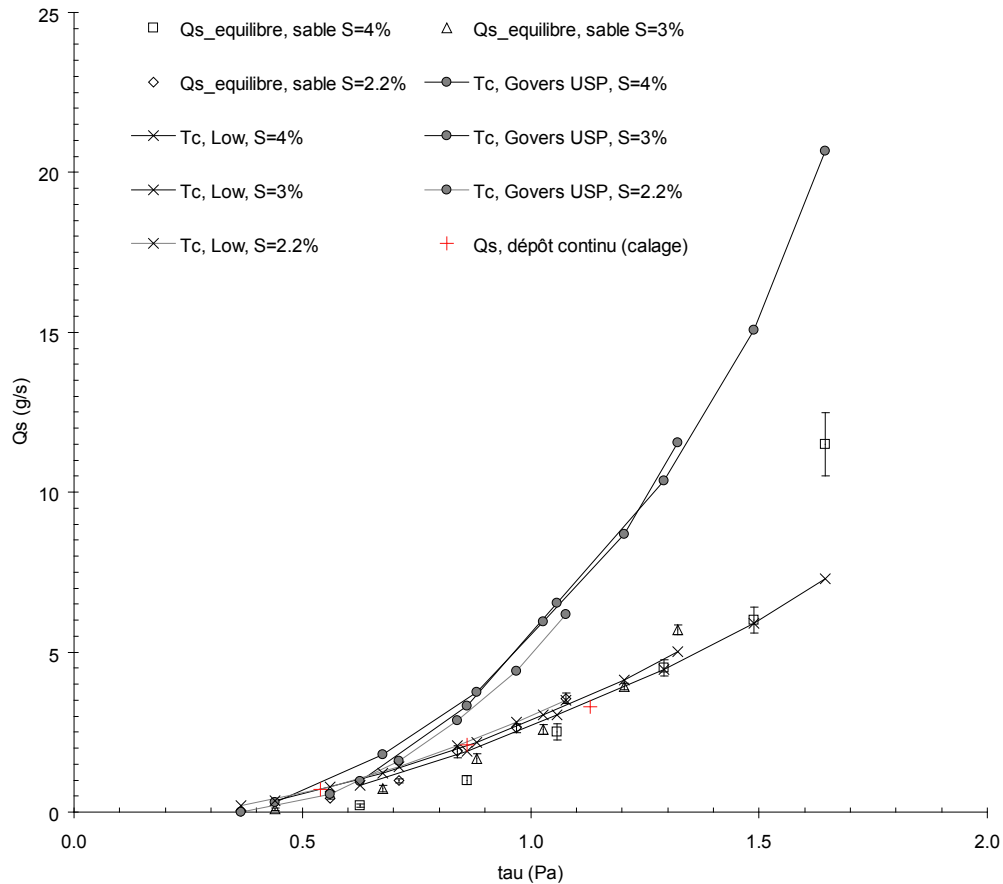 25
Qs_equilibre, sable S=4%
Qs_equilibre, sable S=3%
Qs_equilibre, sable S=2.2%
Tc, Govers USP, S=4%
Tc, Low, S=4%
Tc, Govers USP, S=3%
20
Tc, Low, S=3%
Tc, Govers USP, S=2.2%
Tc, Low, S=2.2%
Qs, dépôt continu (calage)
15
Qs (g/s)
10
5
0
0.0
0.5
1.0
1.5
2.0
tau (Pa)